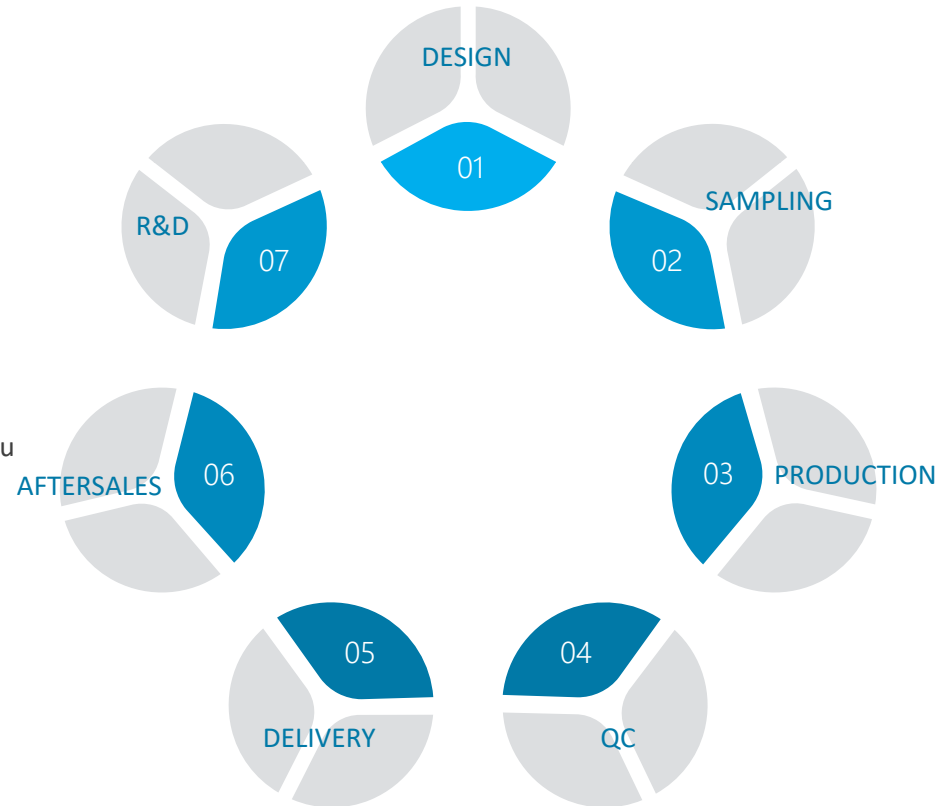 DESIGN
01
SAMPLING
02
PRODUCTION
03
QC
04
DELIVERY
05
u
AFTERSALES
06
R&D
07